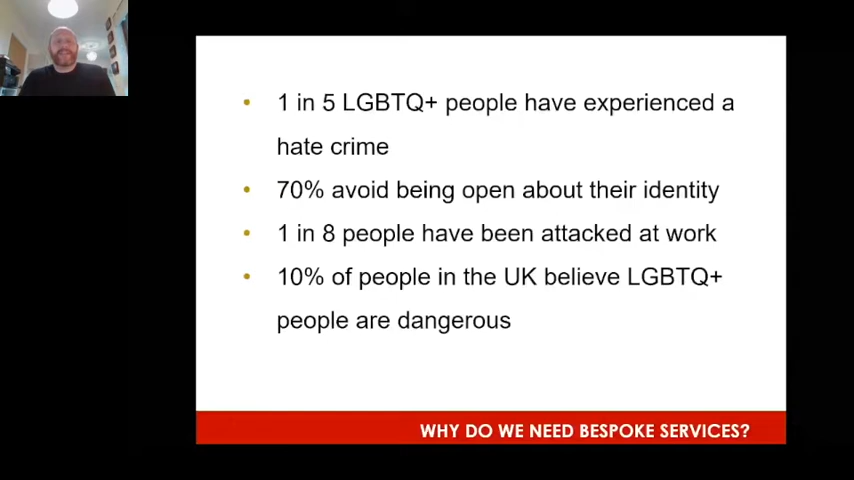 • 1 in 5 LGBTQ+ people have experienced a
hate crime
• 70% avoid being open about their identity
• 1 in 8 people have been attacked at work
• 10% of people in the UK believe LGBTQ+
people are dangerous
WHY DO WE NEED BESPOKE SERVICES?